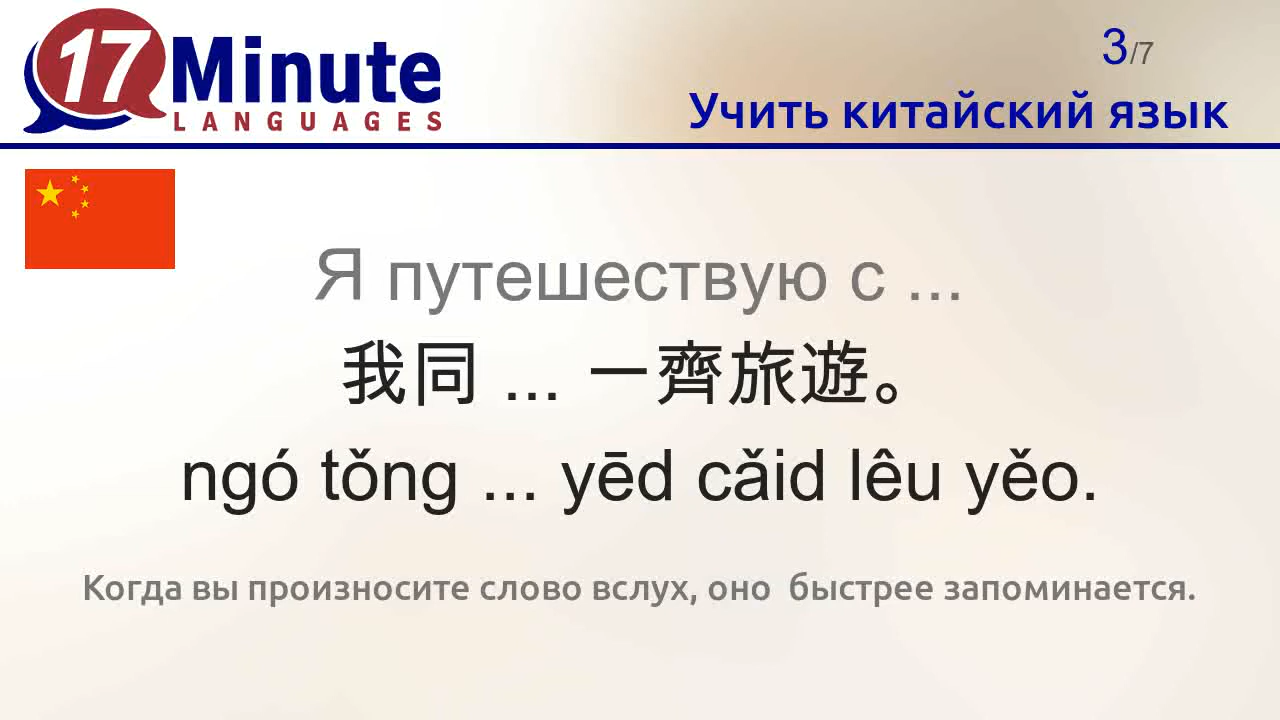 17 Minute
LANGUAGES
3/7
Учить китайский язык
Я путешествую с ...
我同 ... 一齊旅遊。
ngó tǒng ... yēd cǎid lêu yěo.
Когда вы произносите слово вслух, оно  быстрее запоминается.